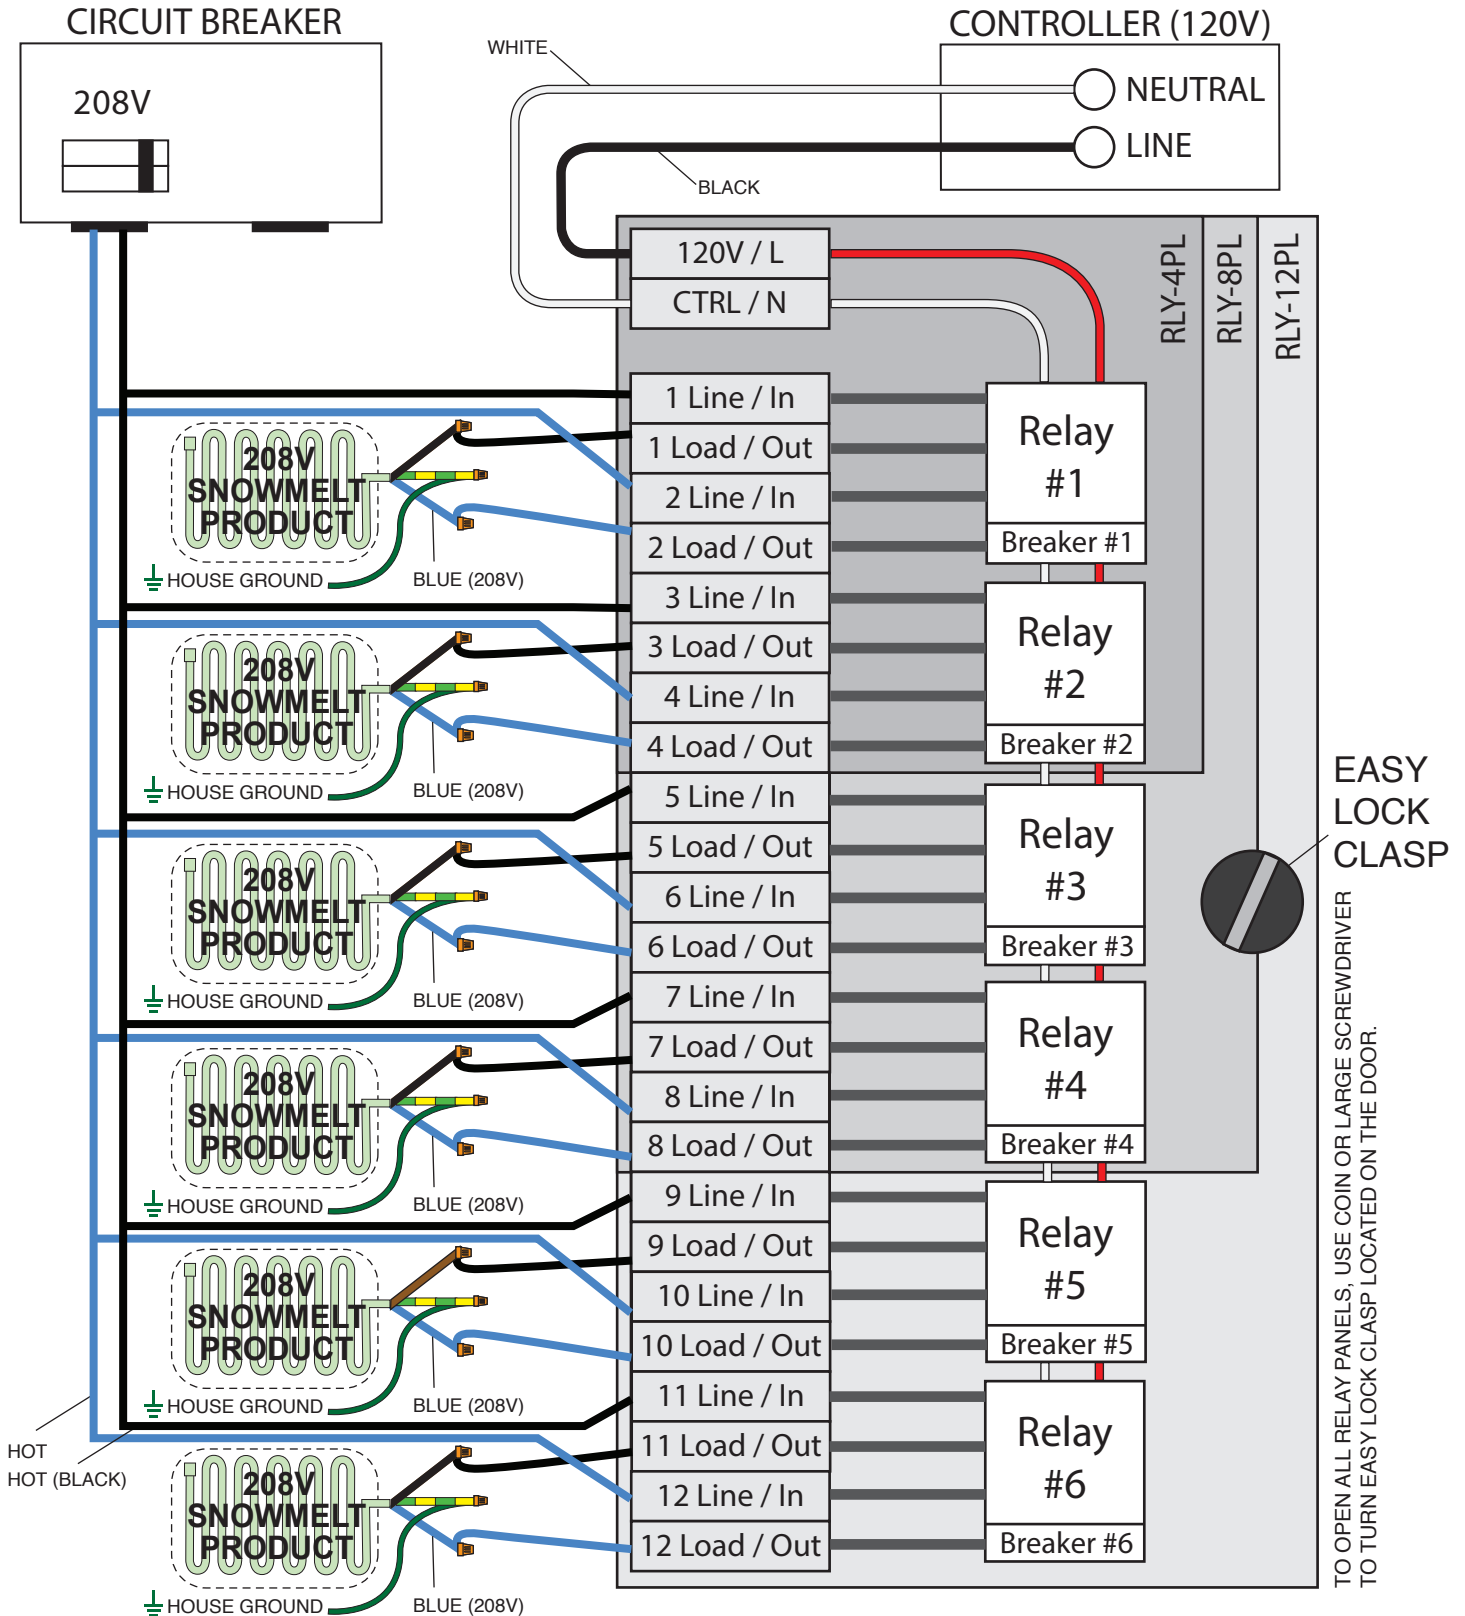 CIRCUIT BREAKER
208V
WHITE
CONTROLLER (120V)
NEUTRAL
LINE
BLACK
120V / L
CTRL / N
RLY-4PL
RLY-8PL
RLY-12PL
1 Line / In
1 Load / Out
2 Line / In
2 Load / Out
3 Line / In
3 Load / Out
4 Line / In
4 Load / Out
5 Line / In
5 Load / Out
6 Line / In
6 Load / Out
7 Line / In
7 Load / Out
8 Line / In
8 Load / Out
9 Line / In
9 Load / Out
10 Line / In
10 Load / Out
11 Line / In
11 Load / Out
12 Line / In
12 Load / Out
Relay
#1
Breaker #1
Relay
#2
Breaker #2
Relay
#3
Breaker #3
Relay
#4
Breaker #4
Relay
#5
Breaker #5
Relay
#6
Breaker #6
208V
SNOWMELT
PRODUCT
HOUSE GROUND
BLUE (208V)
208V
SNOWMELT
PRODUCT
HOUSE GROUND
BLUE (208V)
208V
SNOWMELT
PRODUCT
HOUSE GROUND
BLUE (208V)
208V
SNOWMELT
PRODUCT
HOUSE GROUND
BLUE (208V)
208V
SNOWMELT
PRODUCT
HOUSE GROUND
BLUE (208V)
208V
SNOWMELT
PRODUCT
HOUSE GROUND
BLUE (208V)
HOT
HOT (BLACK)
EASY
LOCK
CLASP
TO OPEN ALL RELAY PANELS, USE COIN OR LARGE SCREWDRIVER
TO TURN EASY LOCK CLASP LOCATED ON THE DOOR.